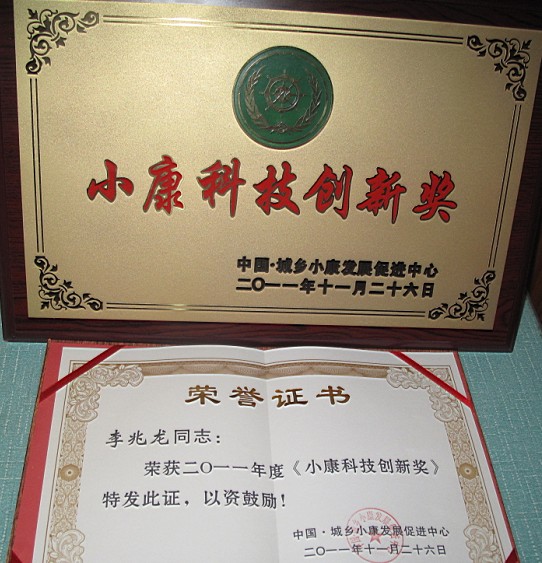 小康科技创新奖
中国·城乡小康发展促进中心
二〇一一年十一月二十六日
荣誉证书
李兆龙同志：
荣获二〇一一年度《小康科技创新奖》
特发此证，以资鼓励！
中国·城乡小康发展促进中心
二〇一一年十一月二十六日